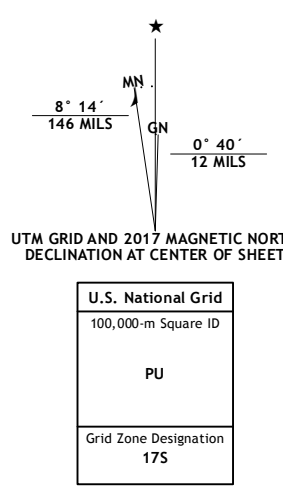 ★
MN
8° 14´
146 MILS
GN
0° 40´
12 MILS
UTM GRID AND 2017 MAGNETIC NORT
DECLINATION AT CENTER OF SHEET
U.S. National Grid
100,000-m Square ID
PU
Grid Zone Designation
17S